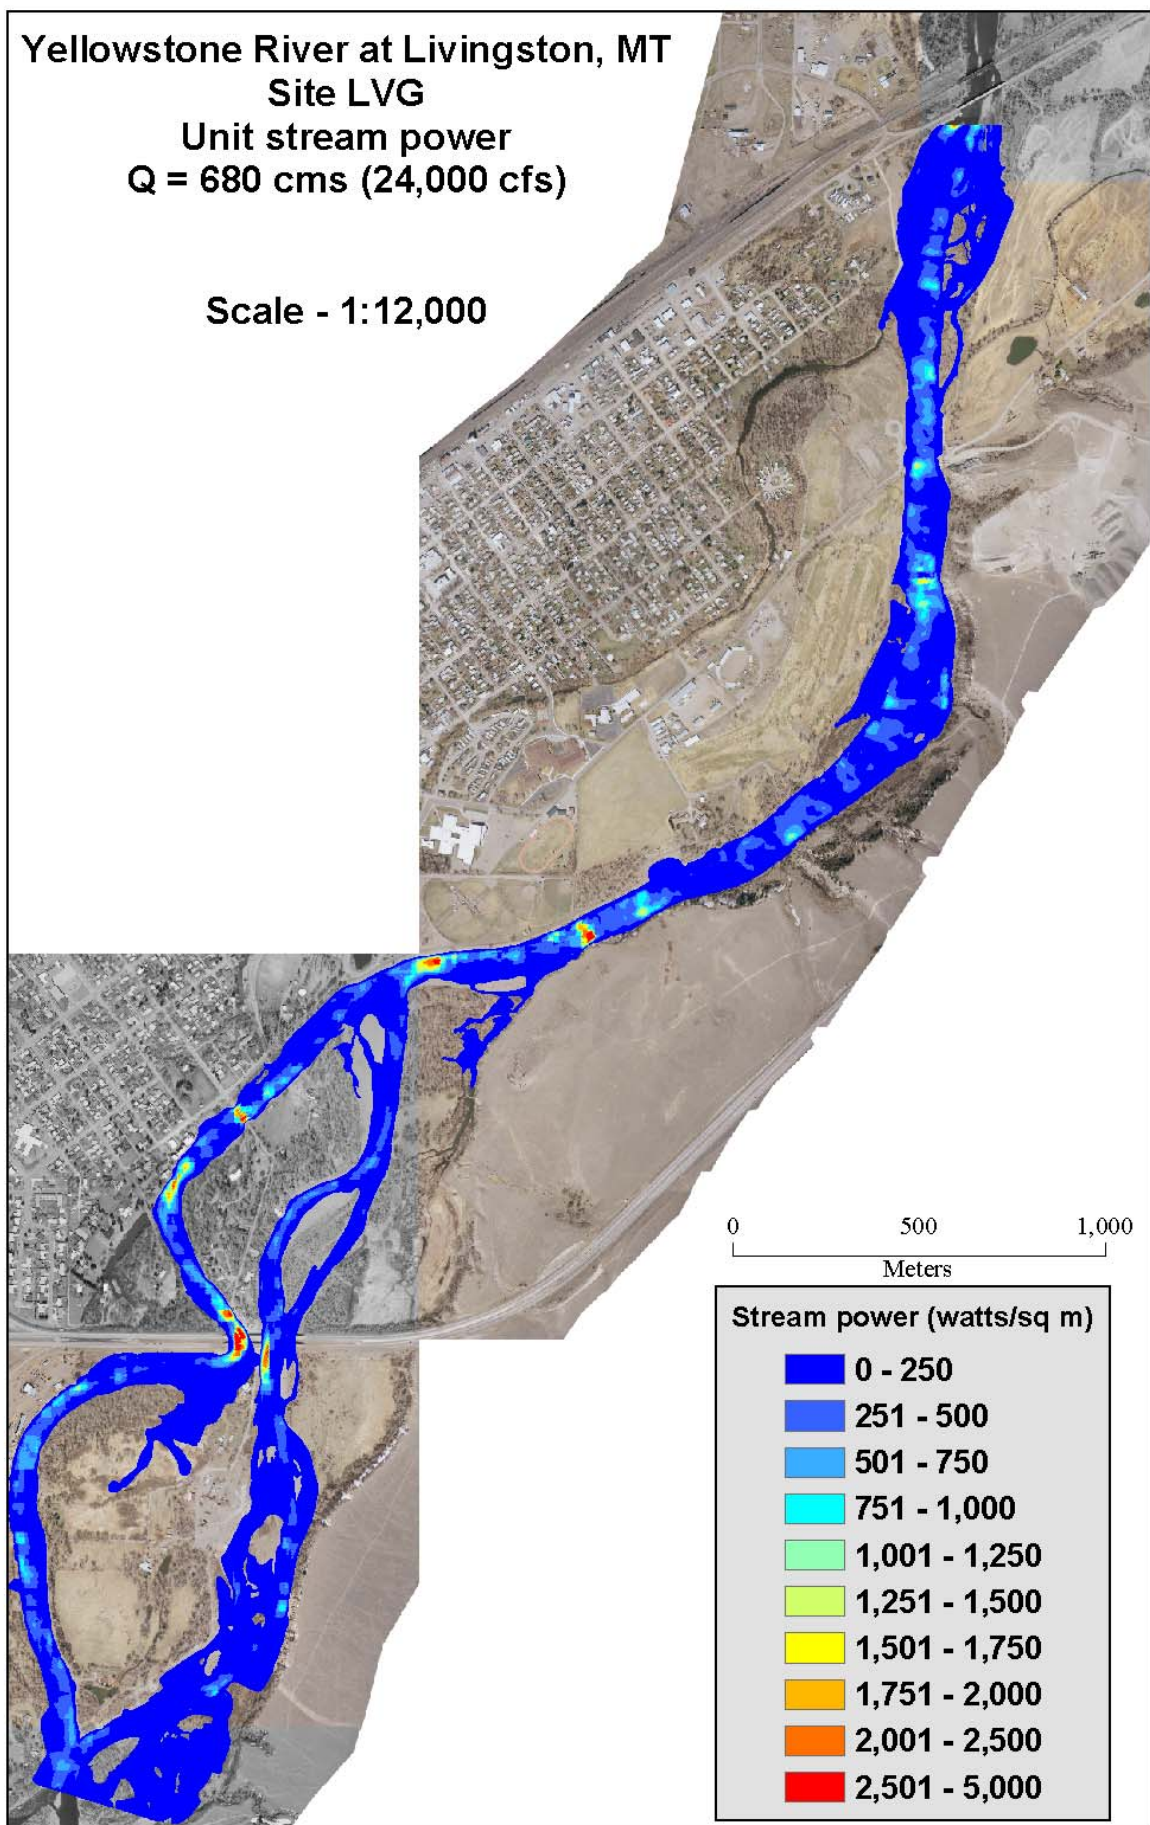 Yellowstone River at Livingston, MT
Site LVG
Unit stream power
Q = 680 cms (24,000 cfs)
Scale - 1:12,000
0 500 1,000
Meters
Stream power (watts/sq m)
0 - 250
251 - 500
501 - 750
751 - 1,000
1,001 - 1,250
1,251 - 1,500
1,501 - 1,750
1,751 - 2,000
2,001 - 2,500
2,501 - 5,000